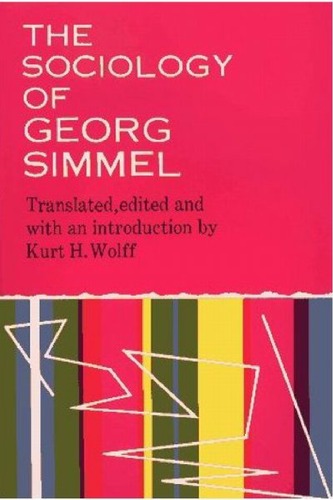 THE
SOCIOLOGY
OF
GEORG
SIMMEL
Translated, edited and
with an introduction by
Kurt H. Wolff